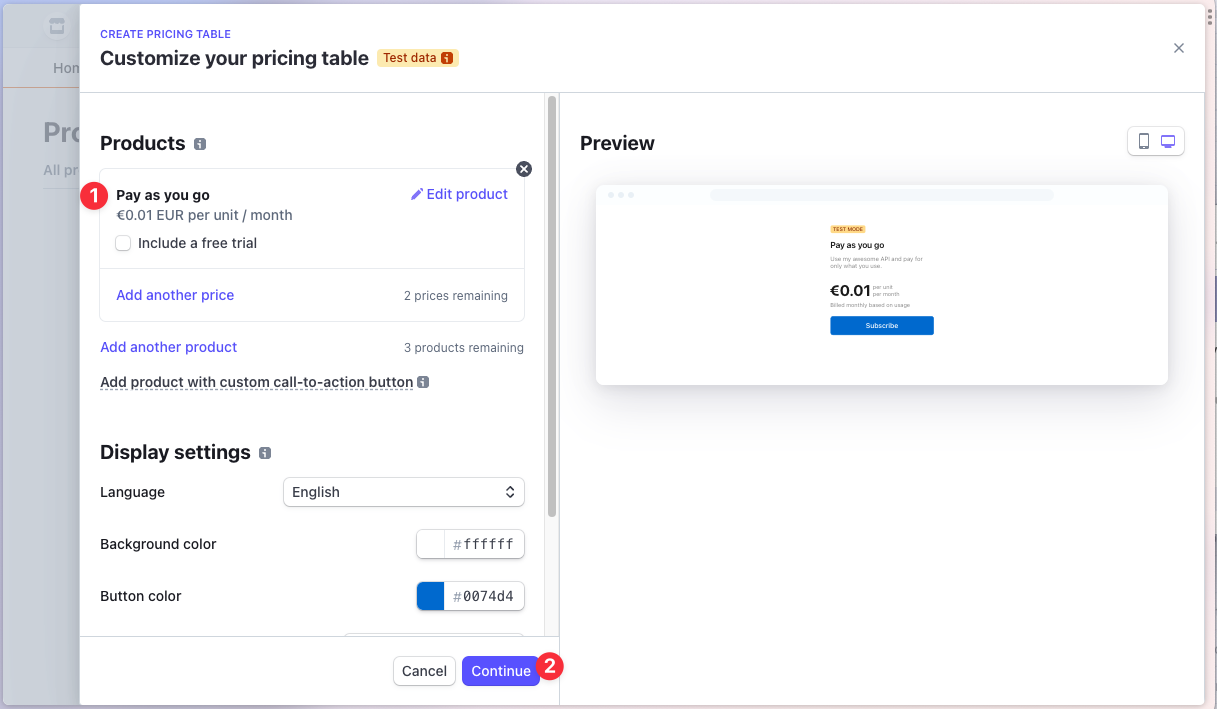 CREATE PRICING TABLE
Customize your pricing table Test data
Hon
Pro
All pr
Products
1
Pay as you go
Edit product
€0.01 EUR per unit / month
Include a free trial
Add another price
2 prices remaining
Add another product
3 products remaining
Add product with custom call-to-action button
Display settings
Language
English
Background color
#ffffff
Button color
#0074d4
Cancel
Continue
2
Preview
TEST MODE
Pay as you go
Use my awesome API and pay for
only what you use.
€0.01
per unit
per month
Billed monthly based on usage
Subscribe